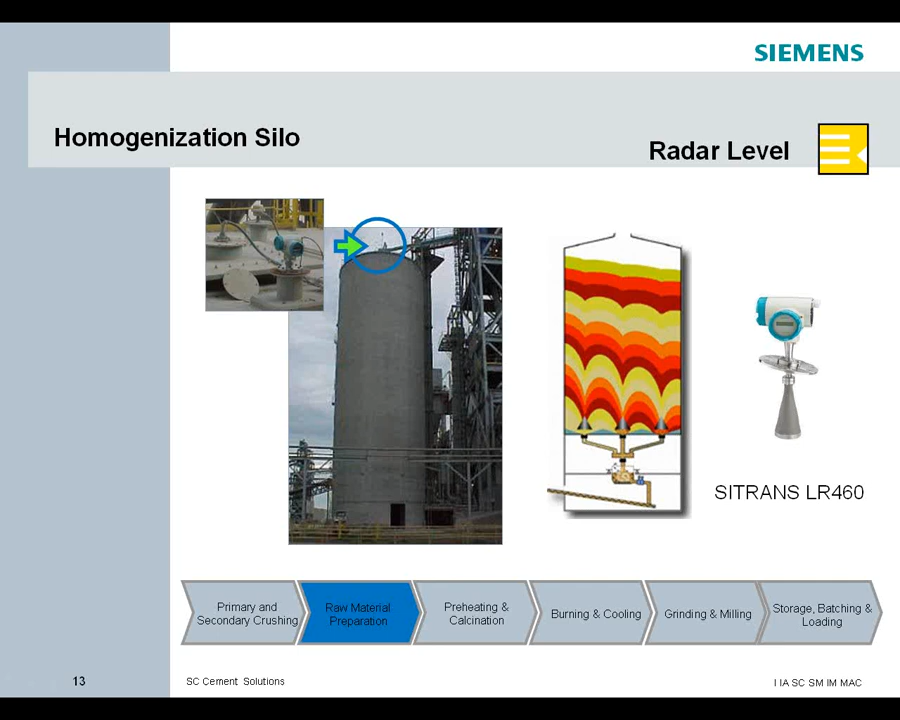 SIEMENS
Homogenization Silo
Radar Level
SITRANS LR460
Primary and
Secondary Crushing
Raw Material
Preparation
Preheating &
Calcination
Burning & Cooling
Grinding & Milling
Storage, Batching &
Loading
13
SC Cement Solutions
I IA SC SM IM MAC